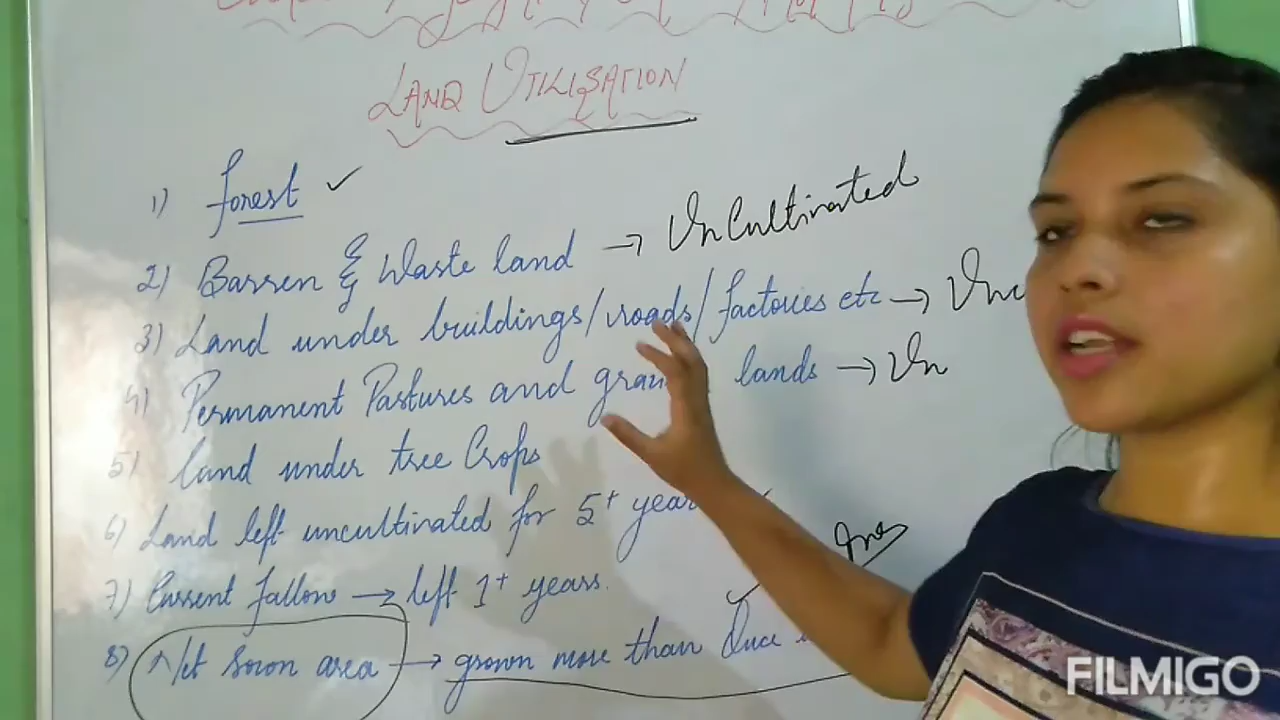 LAND UTILISATION
1) forest ✓
2) Barren & Waste land → UnCultivated
3) Land under buildings/roads/factories etc → Unc
4) Permanent Pastures and lands → Un
5) Land under tree Crops
6) Land left uncultivated for 5+ year
7) Current fallow → left 1+ years.
8) Net Sown area → grown more than Once
FILMIGO